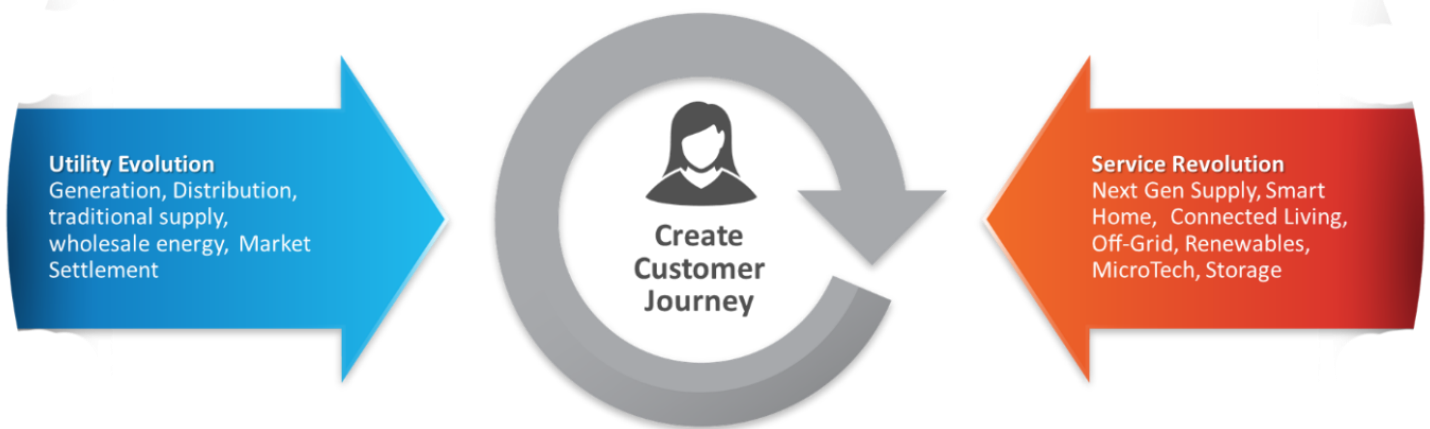 Utility Evolution
Generation, Distribution,
traditional supply,
wholesale energy, Market
Settlement
Create
Customer
Journey
Service Revolution
Next Gen Supply, Smart
Home, Connected Living,
Off-Grid, Renewables,
MicroTech, Storage